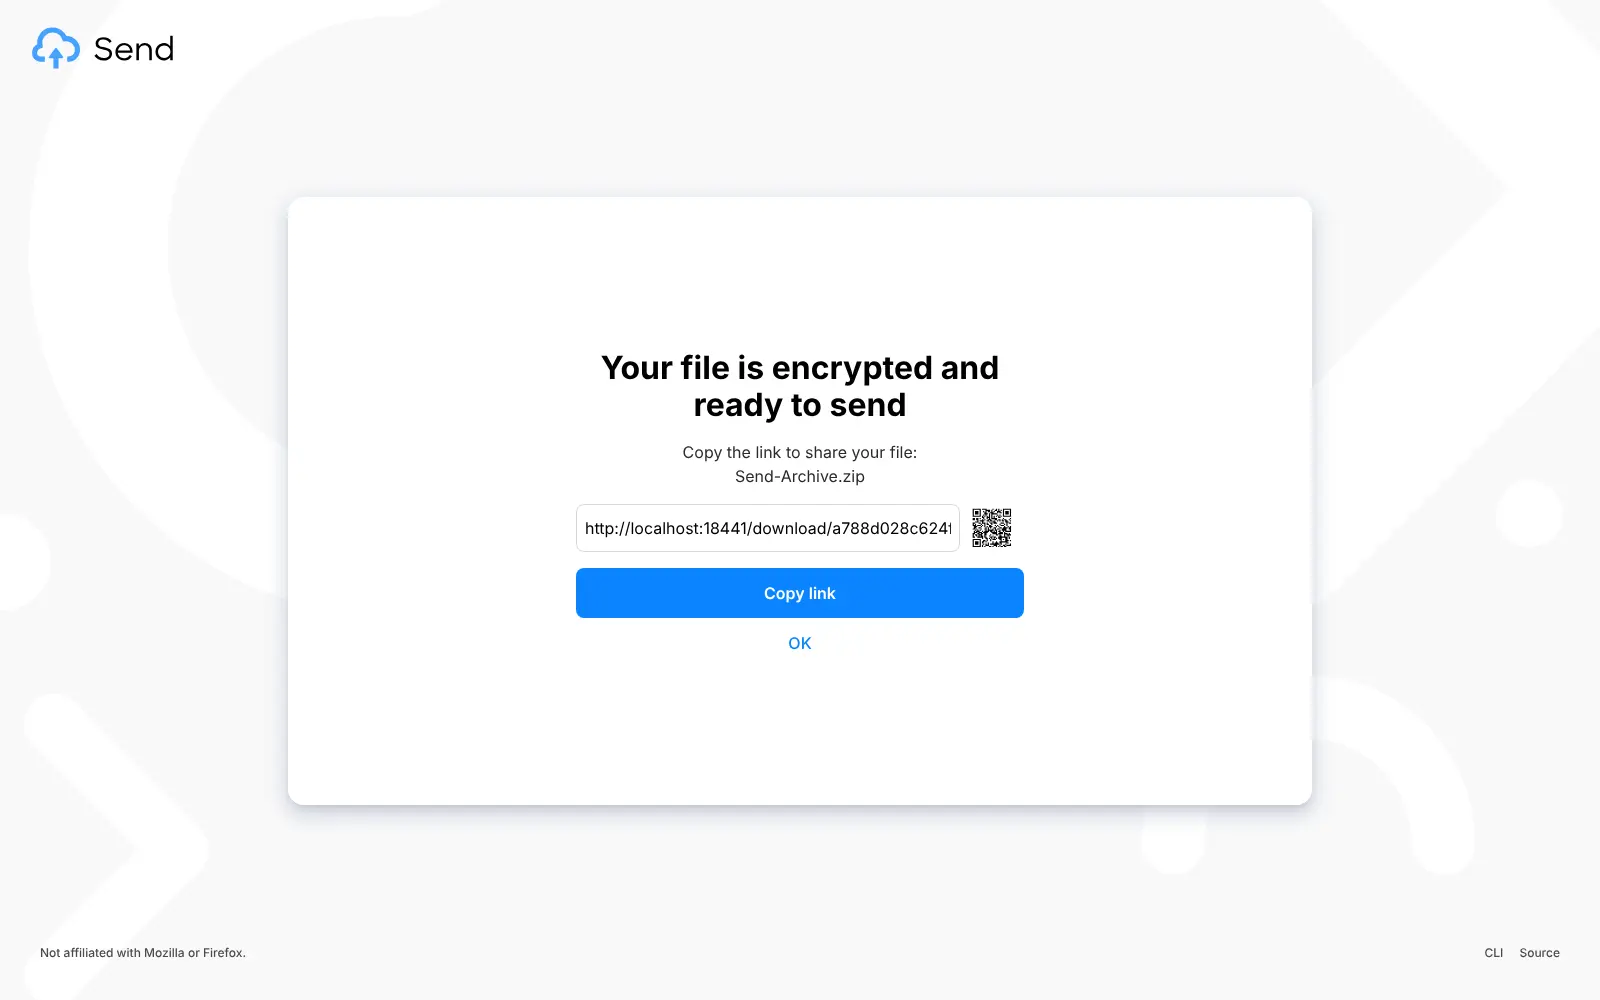 Send
Your file is encrypted and
ready to send
Copy the link to share your file:
Send-Archive.zip
http://localhost:18441/download/a788d028c624
Copy link
OK
Not affiliated with Mozilla or Firefox.
CLI Source